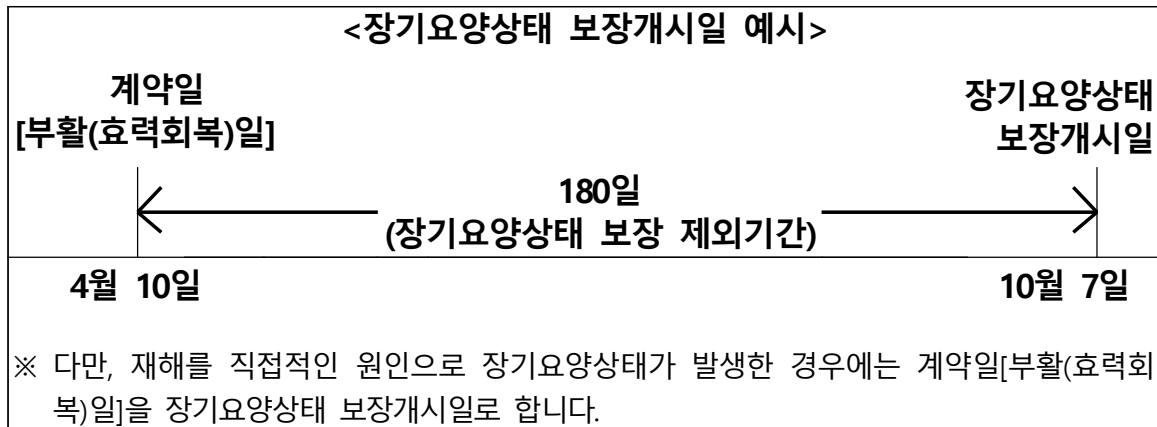 <장기요양상태 보장개시일 예시>
계약일
[부활(효력회복)일]
장기요양상태
보장개시일
180일
(장기요양상태 보장 제외기간)
4월 10일
10월 7일
※ 다만, 재해를 직접적인 원인으로 장기요양상태가 발생한 경우에는 계약일[부활(효력회
복)일]을 장기요양상태 보장개시일로 합니다.